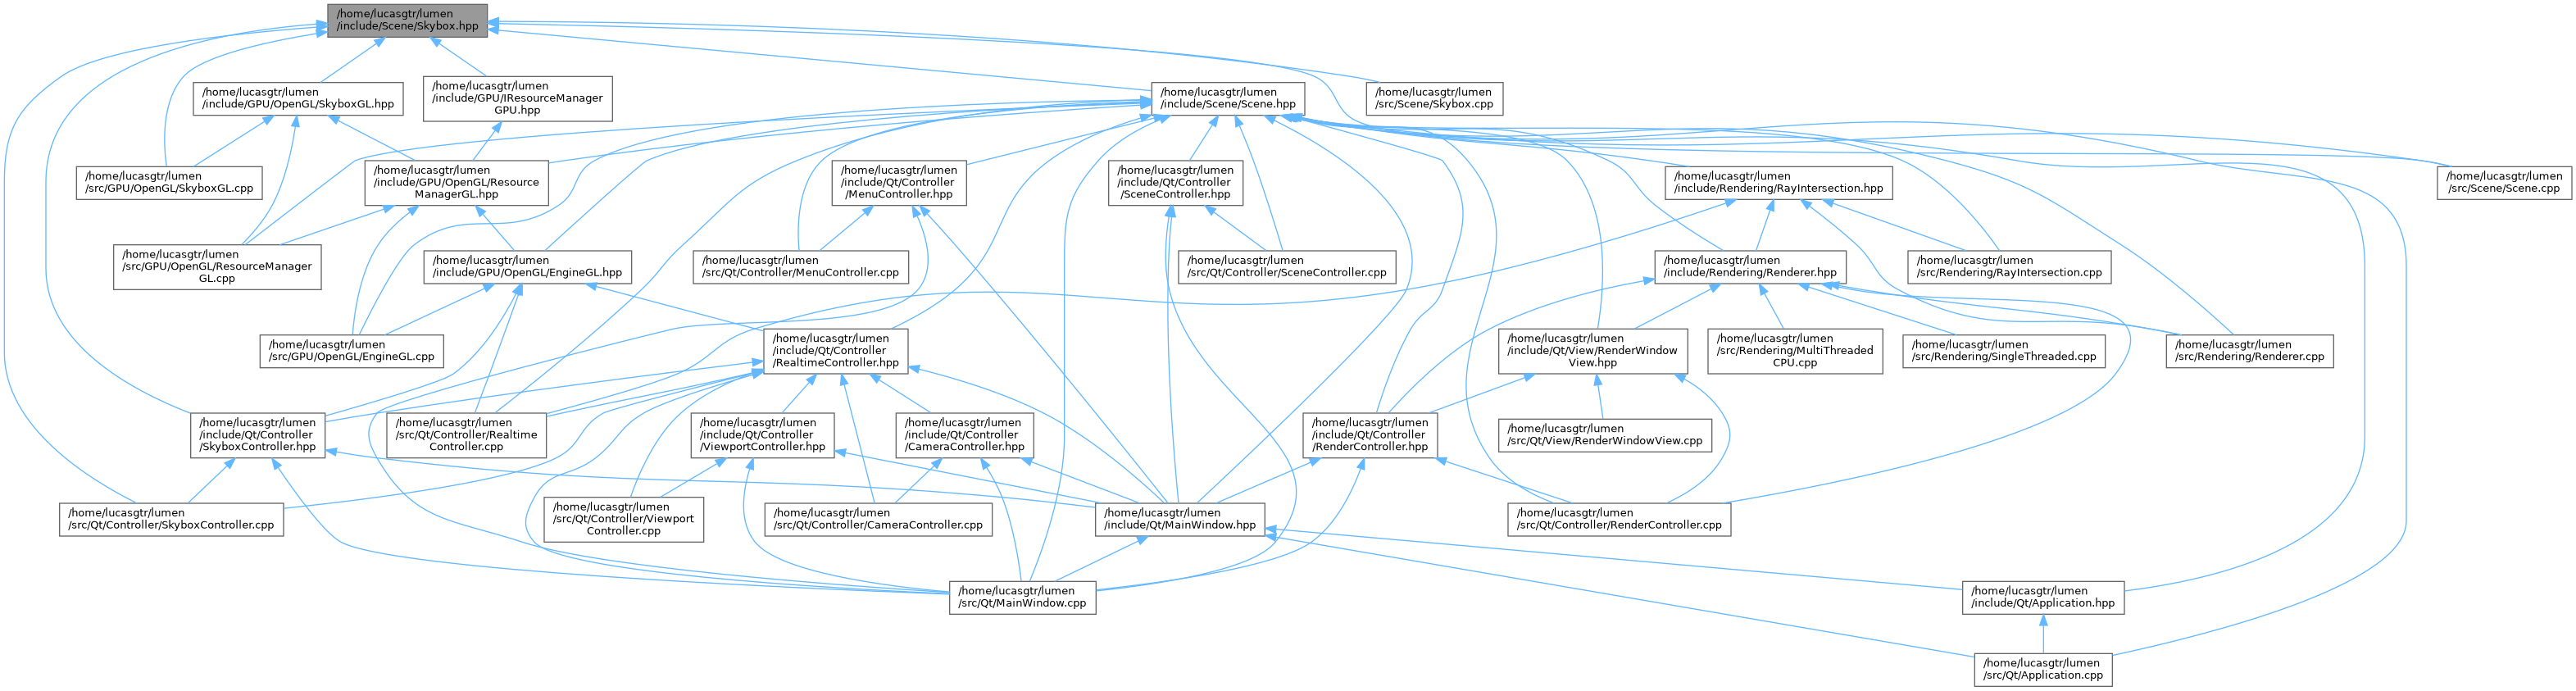 /home/lucasgtr/lumen
/include/Scene/Skybox.hpp
/home/lucasgtr/lumen
/include/GPU/OpenGL/SkyboxGL.hpp
/home/lucasgtr/lumen
/include/GPU/IResourceManager
GPU.hpp
/home/lucasgtr/lumen
/include/Scene/Scene.hpp
/home/lucasgtr/lumen
/src/Scene/Skybox.cpp
/home/lucasgtr/lumen
/src/GPU/OpenGL/SkyboxGL.cpp
/home/lucasgtr/lumen
/include/GPU/OpenGL/Resource
ManagerGL.hpp
/home/lucasgtr/lumen
/include/Qt/Controller
/MenuController.hpp
/home/lucasgtr/lumen
/include/Qt/Controller
/SceneController.hpp
/home/lucasgtr/lumen
/include/Rendering/RayIntersection.hpp
/home/lucasgtr/lumen
/src/Scene/Scene.cpp
/home/lucasgtr/lumen
/src/GPU/OpenGL/ResourceManager
GL.cpp
/home/lucasgtr/lumen
/include/GPU/OpenGL/EngineGL.hpp
/home/lucasgtr/lumen
/src/Qt/Controller/MenuController.cpp
/home/lucasgtr/lumen
/src/Qt/Controller/SceneController.cpp
/home/lucasgtr/lumen
/include/Rendering/Renderer.hpp
/home/lucasgtr/lumen
/src/Rendering/RayIntersection.cpp
/home/lucasgtr/lumen
/src/GPU/OpenGL/EngineGL.cpp
/home/lucasgtr/lumen
/include/Qt/Controller
/RealtimeController.hpp
/home/lucasgtr/lumen
/include/Qt/View/RenderWindow
View.hpp
/home/lucasgtr/lumen
/src/Rendering/MultiThreaded
CPU.cpp
/home/lucasgtr/lumen
/src/Rendering/SingleThreaded.cpp
/home/lucasgtr/lumen
/src/Rendering/Renderer.cpp
/home/lucasgtr/lumen
/include/Qt/Controller
/SkyboxController.hpp
/home/lucasgtr/lumen
/src/Qt/Controller/Realtime
Controller.cpp
/home/lucasgtr/lumen
/include/Qt/Controller
/ViewportController.hpp
/home/lucasgtr/lumen
/include/Qt/Controller
/CameraController.hpp
/home/lucasgtr/lumen
/include/Qt/Controller
/RenderController.hpp
/home/lucasgtr/lumen
/src/Qt/View/RenderWindowView.cpp
/home/lucasgtr/lumen
/src/Qt/Controller/SkyboxController.cpp
/home/lucasgtr/lumen
/src/Qt/Controller/Viewport
Controller.cpp
/home/lucasgtr/lumen
/src/Qt/Controller/CameraController.cpp
/home/lucasgtr/lumen
/include/Qt/MainWindow.hpp
/home/lucasgtr/lumen
/src/Qt/Controller/RenderController.cpp
/home/lucasgtr/lumen
/src/Qt/MainWindow.cpp
/home/lucasgtr/lumen
/include/Qt/Application.hpp
/home/lucasgtr/lumen
/src/Qt/Application.cpp